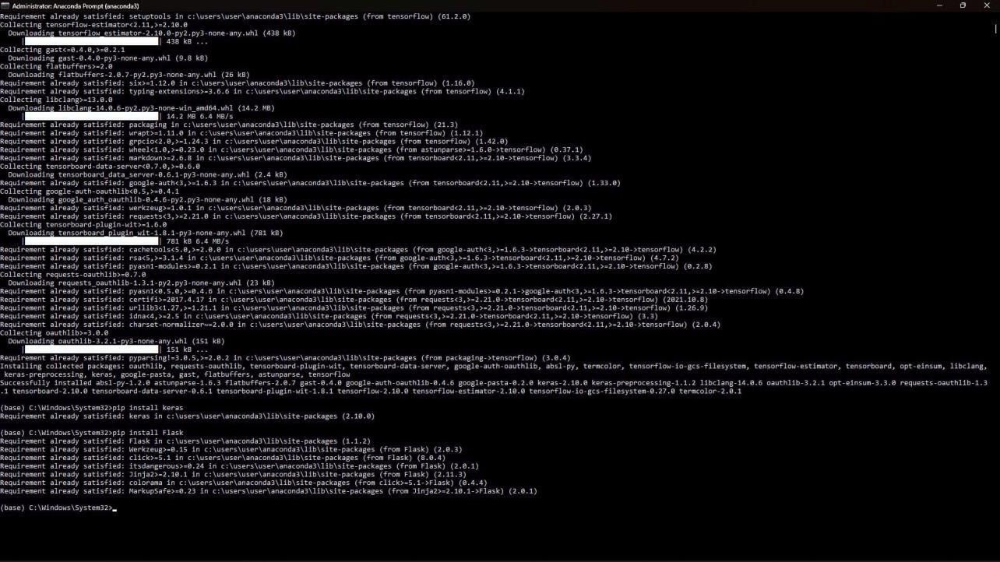 Administrator: Anaconda Prompt (anaconda3)
Requirement already satisfied: setuptools in c:\users\user\anaconda3\lib\site-packages (from tensorflow) (61.2.0)
Collecting tensorflow-estimator<2.11,>=2.10.0
  Downloading tensorflow_estimator-2.10.0-py2.py3-none-any.whl (438 kB)
     | | 438 kB ...
Collecting gast<=0.4.0,>=0.2.1
  Downloading gast-0.4.0-py3-none-any.whl (9.8 kB)
Collecting flatbuffers>=2.0
  Downloading flatbuffers-2.0.7-py2.py3-none-any.whl (26 kB)
Requirement already satisfied: six>=1.12.0 in c:\users\user\anaconda3\lib\site-packages (from tensorflow) (1.16.0)
Requirement already satisfied: typing-extensions>=3.6.6 in c:\users\user\anaconda3\lib\site-packages (from tensorflow) (4.1.1)
Collecting libclang>=13.0.0
  Downloading libclang-14.0.6-py2.py3-none-win_amd64.whl (14.2 MB)
     | | 14.2 MB 6.4 MB/s
Requirement already satisfied: packaging in c:\users\user\anaconda3\lib\site-packages (from tensorflow) (21.3)
Requirement already satisfied: wrapt>=1.11.0 in c:\users\user\anaconda3\lib\site-packages (from tensorflow) (1.12.1)
Requirement already satisfied: grpcio<2.0,>=1.24.3 in c:\users\user\anaconda3\lib\site-packages (from tensorflow) (1.42.0)
Requirement already satisfied: wheel<1.0,>=0.23.0 in c:\users\user\anaconda3\lib\site-packages (from astunparse>=1.6.0->tensorflow) (0.37.1)
Requirement already satisfied: markdown>=2.6.8 in c:\users\user\anaconda3\lib\site-packages (from tensorboard<2.11,>=2.10->tensorflow) (3.3.4)
Collecting tensorboard-data-server<0.7.0,>=0.6.0
  Downloading tensorboard_data_server-0.6.1-py3-none-any.whl (2.4 kB)
Requirement already satisfied: google-auth<3,>=1.6.3 in c:\users\user\anaconda3\lib\site-packages (from tensorboard<2.11,>=2.10->tensorflow) (1.33.0)
Collecting google-auth-oauthlib<0.5,>=0.4.1
  Downloading google_auth_oauthlib-0.4.6-py2.py3-none-any.whl (18 kB)
Requirement already satisfied: werkzeug>=1.0.1 in c:\users\user\anaconda3\lib\site-packages (from tensorboard<2.11,>=2.10->tensorflow) (2.0.3)
Requirement already satisfied: requests<3,>=2.21.0 in c:\users\user\anaconda3\lib\site-packages (from tensorboard<2.11,>=2.10->tensorflow) (2.27.1)
Collecting tensorboard-plugin-wit>=1.6.0
  Downloading tensorboard_plugin_wit-1.8.1-py3-none-any.whl (781 kB)
     | | 781 kB 6.4 MB/s
Requirement already satisfied: cachetools<5.0,>=2.0.0 in c:\users\user\anaconda3\lib\site-packages (from google-auth<3,>=1.6.3->tensorboard<2.11,>=2.10->tensorflow) (4.2.2)
Requirement already satisfied: rsa<5,>=3.1.4 in c:\users\user\anaconda3\lib\site-packages (from google-auth<3,>=1.6.3->tensorboard<2.11,>=2.10->tensorflow) (4.7.2)
Requirement already satisfied: pyasn1-modules>=0.2.1 in c:\users\user\anaconda3\lib\site-packages (from google-auth<3,>=1.6.3->tensorboard<2.11,>=2.10->tensorflow) (0.2.8)
Collecting requests-oauthlib>=0.7.0
  Downloading requests_oauthlib-1.3.1-py2.py3-none-any.whl (23 kB)
Requirement already satisfied: pyasn1<0.5.0,>=0.4.6 in c:\users\user\anaconda3\lib\site-packages (from pyasn1-modules>=0.2.1->google-auth<3,>=1.6.3->tensorboard<2.11,>=2.10->tensorflow) (0.4.8)
Requirement already satisfied: certifi>=2017.4.17 in c:\users\user\anaconda3\lib\site-packages (from requests<3,>=2.21.0->tensorboard<2.11,>=2.10->tensorflow) (2021.10.8)
Requirement already satisfied: urllib3<1.27,>=1.21.1 in c:\users\user\anaconda3\lib\site-packages (from requests<3,>=2.21.0->tensorboard<2.11,>=2.10->tensorflow) (1.26.9)
Requirement already satisfied: idna<4,>=2.5 in c:\users\user\anaconda3\lib\site-packages (from requests<3,>=2.21.0->tensorboard<2.11,>=2.10->tensorflow) (3.3)
Requirement already satisfied: charset-normalizer~=2.0.0 in c:\users\user\anaconda3\lib\site-packages (from requests<3,>=2.21.0->tensorboard<2.11,>=2.10->tensorflow) (2.0.4)
Collecting oauthlib>=3.0.0
  Downloading oauthlib-3.2.1-py3-none-any.whl (151 kB)
     | | 151 kB ...
Requirement already satisfied: pyparsing!=3.0.5,>=2.0.2 in c:\users\user\anaconda3\lib\site-packages (from packaging->tensorflow) (3.0.4)
Installing collected packages: oauthlib, requests-oauthlib, tensorboard-plugin-wit, tensorboard-data-server, google-auth-oauthlib, absl-py, termcolor, tensorflow-io-gcs-filesystem, tensorflow-estimator, tensorboard, opt-einsum, libclang,
 keras-preprocessing, keras, google-pasta, gast, flatbuffers, astunparse, tensorflow
Successfully installed absl-py-1.2.0 astunparse-1.6.3 flatbuffers-2.0.7 gast-0.4.0 google-auth-oauthlib-0.4.6 google-pasta-0.2.0 keras-2.10.0 keras-preprocessing-1.1.2 libclang-14.0.6 oauthlib-3.2.1 opt-einsum-3.3.0 requests-oauthlib-1.3
.1 tensorboard-2.10.0 tensorboard-data-server-0.6.1 tensorboard-plugin-wit-1.8.1 tensorflow-2.10.0 tensorflow-estimator-2.10.0 tensorflow-io-gcs-filesystem-0.27.0 termcolor-2.0.1
(base) C:\Windows\System32>pip install keras
Requirement already satisfied: keras in c:\users\user\anaconda3\lib\site-packages (2.10.0)
(base) C:\Windows\System32>pip install Flask
Requirement already satisfied: Flask in c:\users\user\anaconda3\lib\site-packages (1.1.2)
Requirement already satisfied: Werkzeug>=0.15 in c:\users\user\anaconda3\lib\site-packages (from Flask) (2.0.3)
Requirement already satisfied: click>=5.1 in c:\users\user\anaconda3\lib\site-packages (from Flask) (8.0.4)
Requirement already satisfied: itsdangerous>=0.24 in c:\users\user\anaconda3\lib\site-packages (from Flask) (2.0.1)
Requirement already satisfied: Jinja2>=2.10.1 in c:\users\user\anaconda3\lib\site-packages (from Flask) (2.11.3)
Requirement already satisfied: colorama in c:\users\user\anaconda3\lib\site-packages (from click>=5.1->Flask) (0.4.4)
Requirement already satisfied: MarkupSafe>=0.23 in c:\users\user\anaconda3\lib\site-packages (from Jinja2>=2.10.1->Flask) (2.0.1)
(base) C:\Windows\System32>